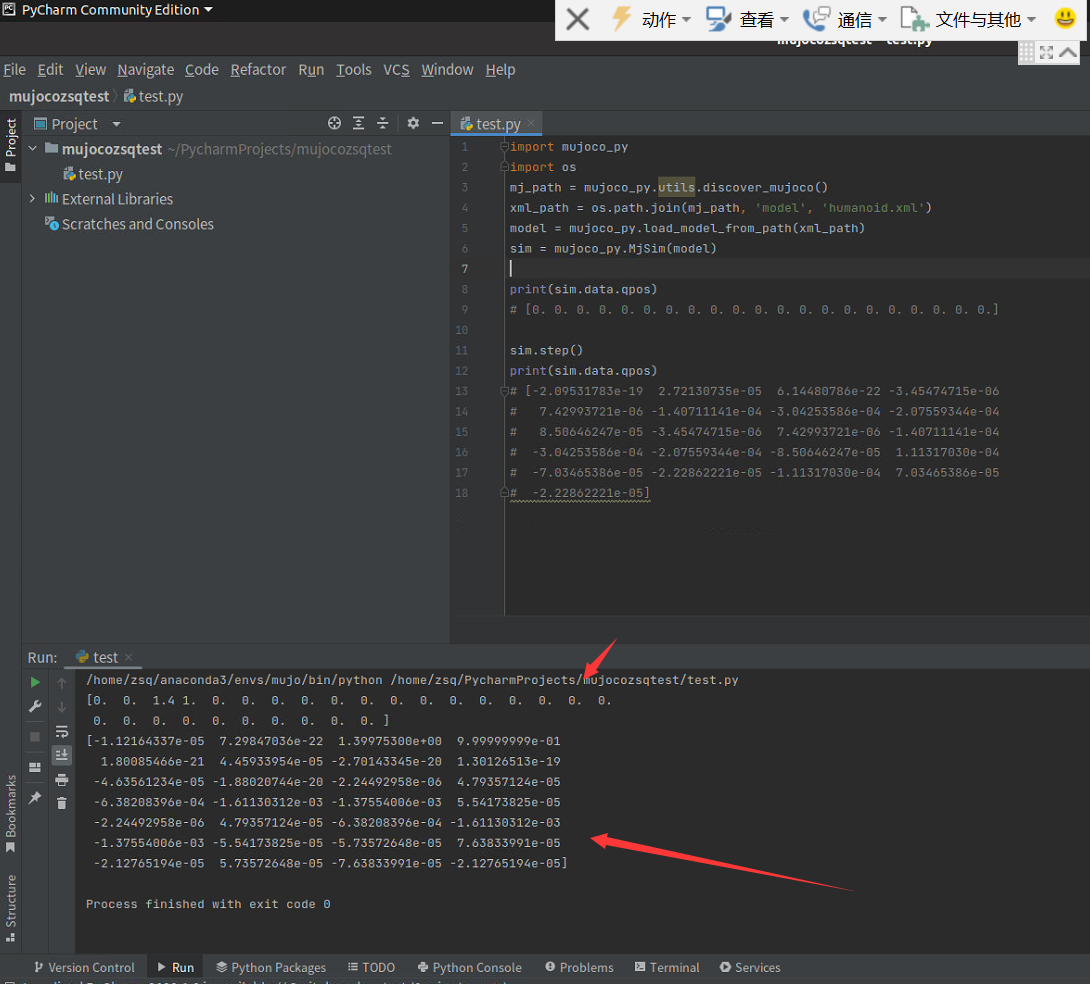 PyCharm Community Edition
动作 查看 通信 文件与其他
mujocozsqtest test.py
File Edit View Navigate Code Refactor Run Tools VCS Window Help
mujocozsqtest test.py
Project
Project
test.py
mujocozsqtest ~/PycharmProjects/mujocozsqtest
test.py
External Libraries
Scratches and Consoles
1 import mujoco_py
2 import os
3 mj_path = mujoco_py.utils.discover_mujoco()
4 xml_path = os.path.join(mj_path, 'model', 'humanoid.xml')
5 model = mujoco_py.load_model_from_path(xml_path)
6 sim = mujoco_py.MjSim(model)
7
8 print(sim.data.qpos)
9 # [0. 0. 0. 0. 0. 0. 0. 0. 0. 0. 0. 0. 0. 0. 0. 0. 0. 0. 0. 0. 0.]
10
11 sim.step()
12 print(sim.data.qpos)
13 # [-2.09531783e-19 2.72130735e-05 6.14480786e-22 -3.45474715e-06
14 # 7.42993721e-06 -1.40711141e-04 -3.04253586e-04 -2.07559344e-04
15 # 8.50646247e-05 -3.45474715e-06 7.42993721e-06 -1.40711141e-04
16 # -3.04253586e-04 -2.07559344e-04 -8.50646247e-05 1.11317030e-04
17 # -7.03465386e-05 -2.22862221e-05 -1.11317030e-04 7.03465386e-05
18 # -2.22862221e-05]
Run: test
/home/zsq/anaconda3/envs/mujo/bin/python /home/zsq/PycharmProjects/mujocozsqtest/test.py
[0. 0. 1.4 1. 0. 0. 0. 0. 0. 0. 0. 0. 0. 0. 0. 0. 0. 0.
0. 0. 0. 0. 0. 0. 0. 0. 0. 0. ]
[-1.12164337e-05 7.29847036e-22 1.39975300e+00 9.99999999e-01
1.80085466e-21 4.45933954e-05 -2.70143345e-20 1.30126513e-19
-4.63561234e-05 -1.88020744e-20 -2.24492958e-06 4.79357124e-05
-6.38208396e-04 -1.61130312e-03 -1.37554006e-03 5.54173825e-05
-2.24492958e-06 4.79357124e-05 -6.38208396e-04 -1.61130312e-03
-1.37554006e-03 -5.54173825e-05 -5.73572648e-05 7.63833991e-05
-2.12765194e-05 5.73572648e-05 -7.63833991e-05 -2.12765194e-05]
Process finished with exit code 0
Bookmarks
Structure
Version Control Run Python Packages TODO Python Console Problems Terminal Services